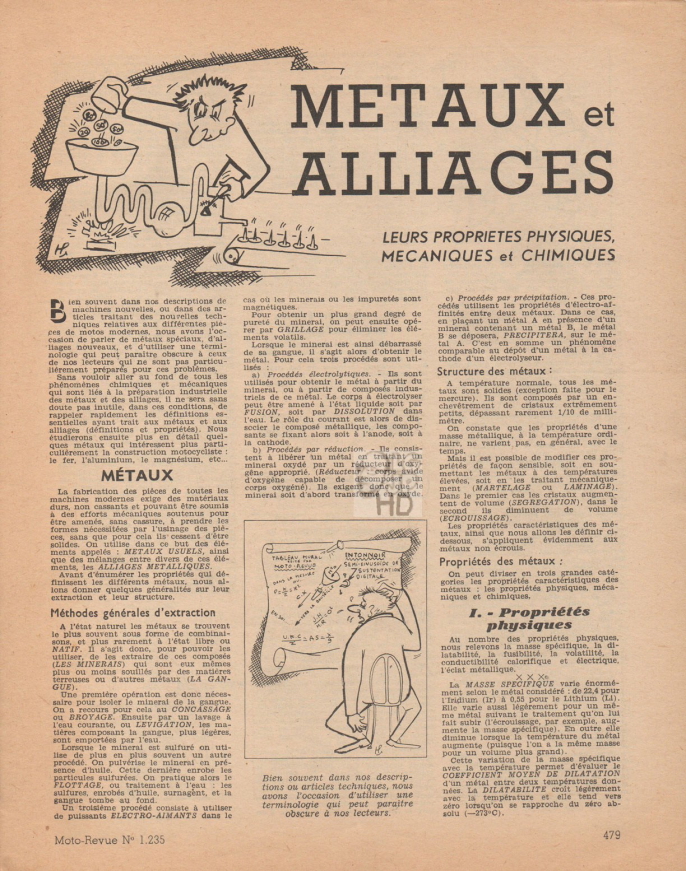 METAUX et
ALLIAGES
LEURS PROPRIETES PHYSIQUES,
MECANIQUES et CHIMIQUES
Bien souvent dans nos descriptions de
machines nouvelles, ou dans des ar-
ticles traitant des nouvelles tech-
niques relatives aux différentes piè-
ces de motos modernes, nous avons l'oc-
casion de parler de métaux spéciaux, d'al-
liages nouveaux, et d'utiliser une termi-
nologie qui peut paraître obscure à ceux
de nos lecteurs qui ne sont pas particu-
lièrement préparés pour ces problèmes.
Sans vouloir aller au fond de tous les
phénomènes chimiques et mécaniques
qui sont liés à la préparation industrielle
des métaux et des alliages, il ne sera sans
doute pas inutile, dans ces conditions, de
rappeler rapidement les définitions es-
sentielles ayant trait aux métaux et aux
alliages (définitions et propriétés). Nous
étudierons ensuite plus en détail quel-
ques métaux qui intéressent plus parti-
culièrement la construction motocycliste :
le fer, l'aluminium, le magnésium, etc...
MÉTAUX
La fabrication des pièces de toutes les
machines modernes exige des matériaux
durs, non cassants et pouvant être soumis
à des efforts mécaniques soutenus pour
être amenés, sans cassure, à prendre les
formes nécessitées par l'usinage des piè-
ces, sans que pour cela ils cessent d'être
solides. On utilise dans ce but des élé-
ments appelés : METAUX USUELS, ainsi
que des mélanges entre divers de ces élé-
ments, les ALLIAGES METALLIQUES.
Avant d'énumérer les propriétés qui dé-
finissent les différents métaux, nous al-
lons donner quelques généralités sur leur
extraction et leur structure.
Méthodes générales d'extraction
A l'état naturel les métaux se trouvent
le plus souvent sous forme de combinai-
sons, et plus rarement à l'état libre ou
NATIF. Il s'agit donc, pour pouvoir les
utiliser, de les extraire de ces composés
(LES MINERAIS) qui sont eux mêmes
plus ou moins souillés par des matières
terreuses ou d'autres métaux (LA GAN-
GUE).
Une première opération est donc néces-
saire pour isoler le minerai de la gangue.
On a recours pour cela au CONCASSAGE
ou BROYAGE. Ensuite par un lavage à
l'eau courante, ou LEVIGATION, les ma-
tières composant la gangue, plus légères,
sont emportées par l'eau.
Lorsque le minerai est sulfuré on uti-
lise de plus en plus souvent un autre
procédé. On pulvérise le minerai en pré-
sence d'huile. Cette dernière enrobe les
particules sulfurées. On pratique alors le
FLOTTAGE, ou traitement à l'eau : les
sulfures, enrobés d'huile, surnagent, et la
gangue tombe au fond.
Un troisième procédé consiste à utiliser
de puissants ELECTRO-AIMANTS dans le
cas où les minerais ou les impuretés sont
magnétiques.
Pour obtenir un plus grand degré de
pureté du minerai, on peut ensuite opé-
rer par GRILLAGE pour éliminer les élé-
ments volatils.
Lorsque le minerai est ainsi débarrassé
de sa gangue, il s'agit alors d'obtenir le
métal. Pour cela trois procédés sont uti-
lisés :
a) Procédés électrolytiques. - Ils sont
utilisés pour obtenir le métal à partir du
minerai, ou à partir de composés indus-
triels de ce métal. Le corps à électrolyser
peut être amené à l'état liquide soit par
FUSION, soit par DISSOLUTION dans
l'eau. Le rôle du courant est alors de dis-
socier le composé métallique, les compo-
sants se fixant alors soit à l'anode, soit à
la cathode.
b) Procédés par réduction. - Ils consis-
tent à libérer un métal en traitant un
minerai oxydé par un réducteur d'oxy-
gène approprié. (Réducteur : corps avide
d'oxygène capable de décomposer un
corps oxygéné). Ils exigent donc que le
minerai soit d'abord transformé en oxyde.
HD
TABLEAU MURAL
OFFERT PAR
MOTO-REVUE
ENTONNOIR
SEMI-SINUSOIDE DE
SUSTENTATION
DIGITALE
Bien souvent dans nos descrip-
tions ou articles techniques, nous
avons l'occasion d'utiliser une
terminologie qui peut paraître
obscure à nos lecteurs.
c) Procédés par précipitation. - Ces pro-
cédés utilisent les propriétés d'électro-af-
finités entre deux métaux. Dans ce cas,
en plaçant un métal A en présence d'un
minerai contenant un métal B, le métal
B se déposera, PRECIPITERA, sur le mé-
tal A. C'est en somme un phénomène
comparable au dépôt d'un métal à la ca-
thode d'un électrolyseur.
Structure des métaux :
A température normale, tous les mé-
taux sont solides (exception faite pour le
mercure). Ils sont composés par un en-
chevêtrement de cristaux extrêmement
petits, dépassant rarement 1/10 de milli-
mètre.
On constate que les propriétés d'une
masse métallique, à la température ordi-
naire, ne varient pas, en général, avec le
temps.
Mais il est possible de modifier ces pro-
priétés de façon sensible, soit en sou-
mettant les métaux à des températures
élevées, soit en les traitant mécanique-
ment (MARTELAGE ou LAMINAGE).
Dans le premier cas les cristaux augmen-
tent de volume (SEGREGATION), dans le
second ils diminuent de volume
(ECROUISSAGE).
Les propriétés caractéristiques des mé-
taux, ainsi que nous allons les définir ci-
dessous, s'appliquent évidemment aux
métaux non écrouis.
Propriétés des métaux :
On peut diviser en trois grandes caté-
gories les propriétés caractéristiques des
métaux : les propriétés physiques, méca-
niques et chimiques.
I. - Propriétés
physiques
Au nombre des propriétés physiques,
nous relevons la masse spécifique, la di-
latabilité, la fusibilité, la volatilité, la
conductibilité calorifique et électrique,
l'éclat métallique.
X X X
La MASSE SPECIFIQUE varie énormé-
ment selon le métal considéré : de 22,4 pour
l'Iridium (Ir) à 0,55 pour le Lithium (Li).
Elle varie aussi légèrement pour un mê-
me métal suivant le traitement qu'on lui
fait subir (l'écrouissage, par exemple, aug-
mente la masse spécifique). En outre elle
diminue lorsque la température du métal
augmente (puisque l'on a la même masse
pour un volume plus grand).
Cette variation de la masse spécifique
avec la température permet d'évaluer le
COEFFICIENT MOYEN DE DILATATION
d'un métal entre deux températures don-
nées. La DILATABILITE croît légèrement
avec la température et elle tend vers
zéro lorsqu'on se rapproche du zéro ab-
solu (—273°C).
Moto-Revue N° 1.235
479